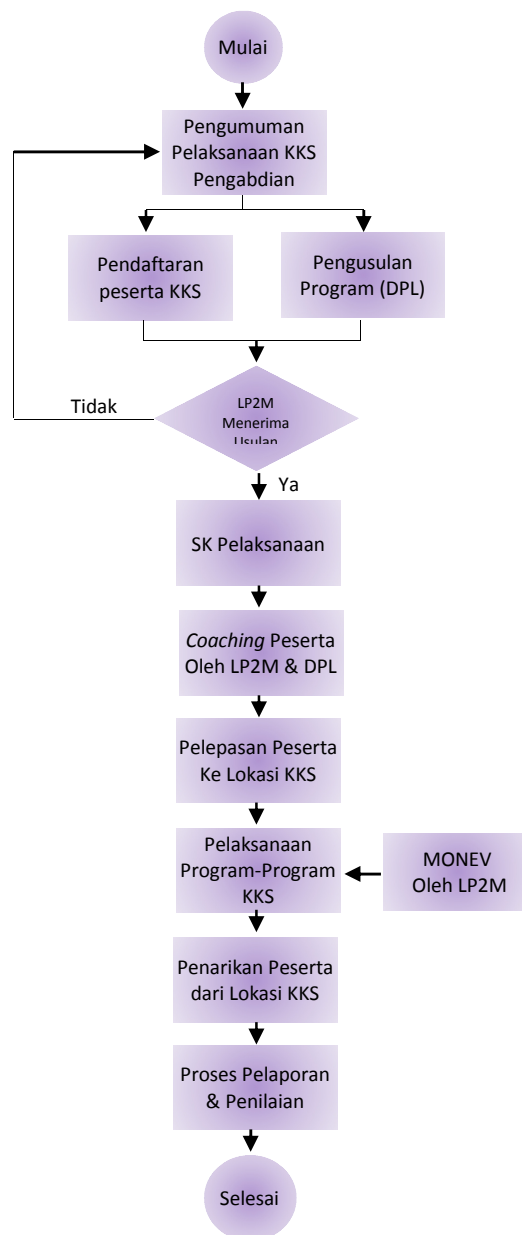 Mulai
Pengumuman
Pelaksanaan KKS
Pengabdian
Pendaftaran
peserta KKS
Pengusulan
Program (DPL)
Tidak
LP2M
Menerima
Usulan
Ya
SK Pelaksanaan
Coaching Peserta
Oleh LP2M & DPL
Pelepasan Peserta
Ke Lokasi KKS
Pelaksanaan
Program-Program
KKS
MONEV
Oleh LP2M
Penarikan Peserta
dari Lokasi KKS
Proses Pelaporan
& Penilaian
Selesai